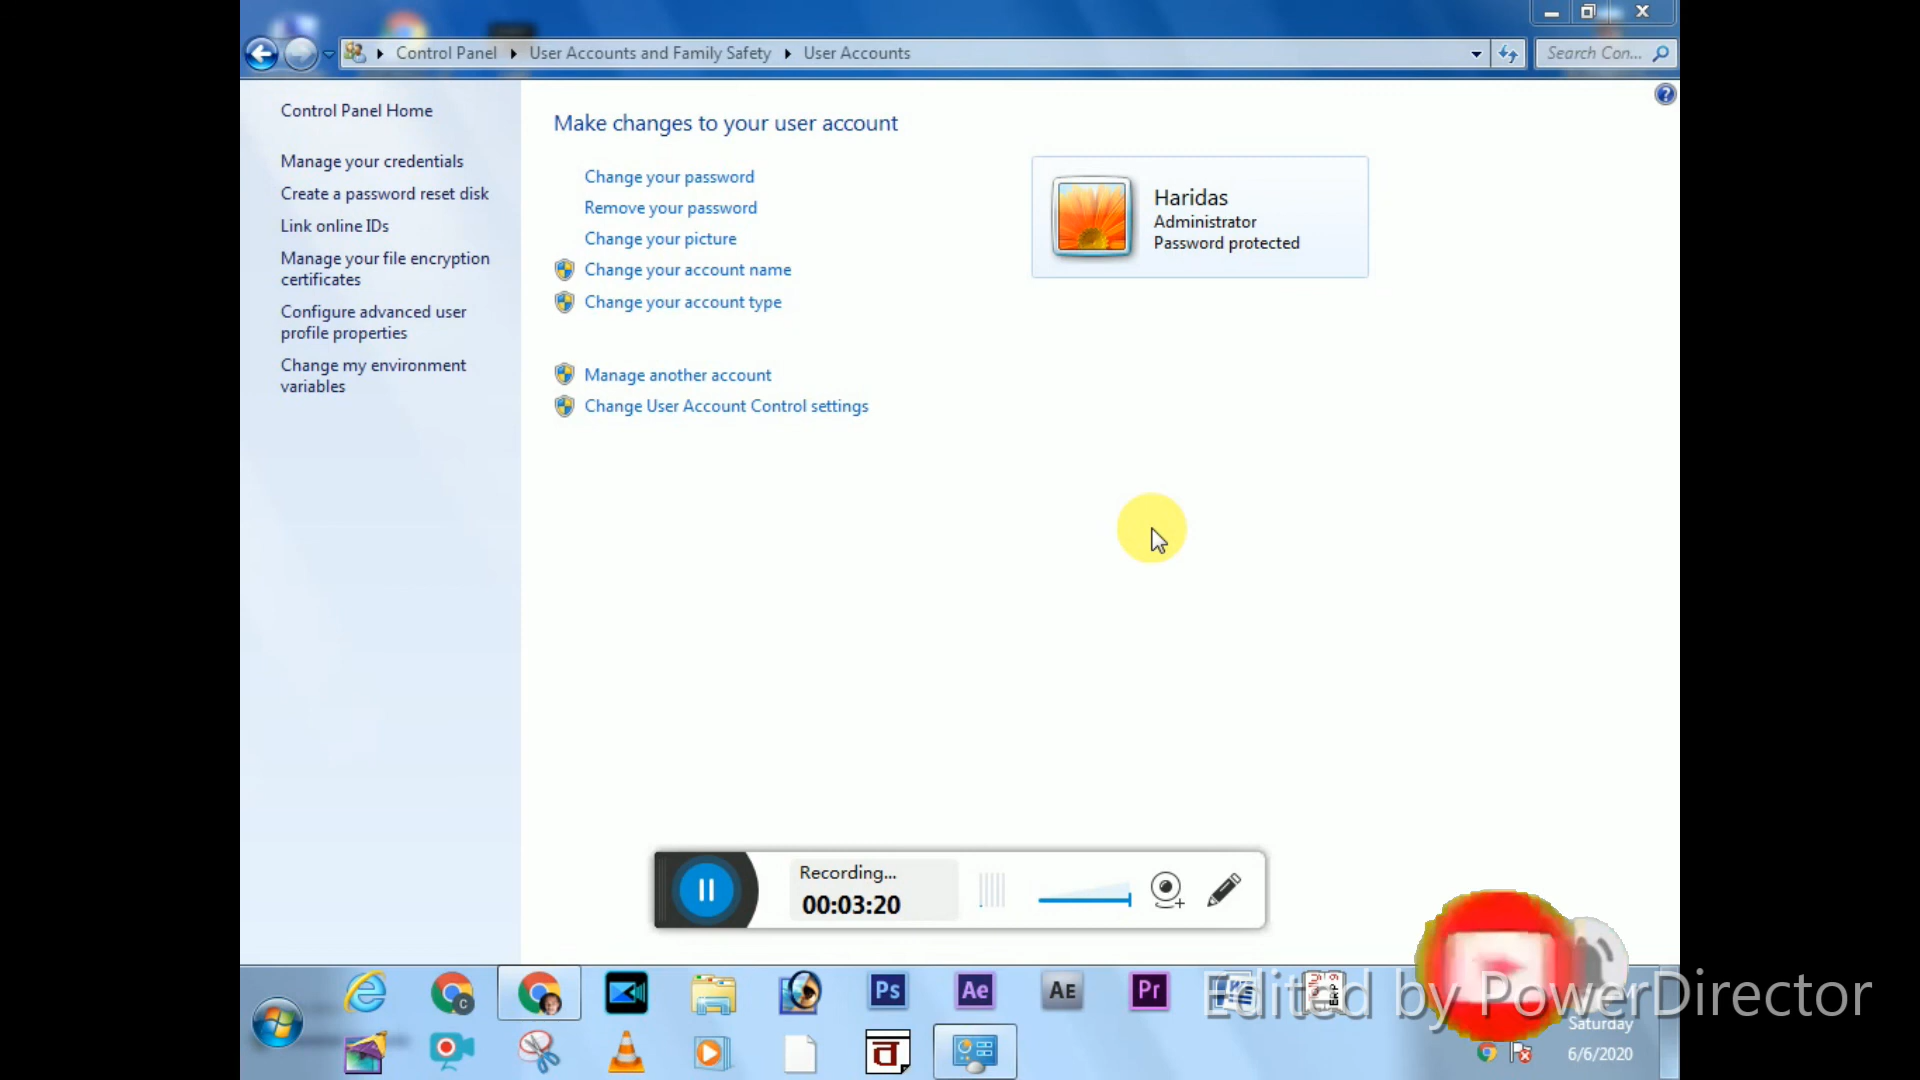 Control Panel
User Accounts and Family Safety
User Accounts
Search Con...
Control Panel Home
Manage your credentials
Create a password reset disk
Link online IDs
Manage your file encryption
certificates
Configure advanced user
profile properties
Change my environment
variables
Make changes to your user account
Change your password
Remove your password
Change your picture
Change your account name
Change your account type
Manage another account
Change User Account Control settings
Haridas
Administrator
Password protected
Recording...
00:03:20
Ps
Ae
AE
Pr
Edited by PowerDirector
Saturday
6/6/2020